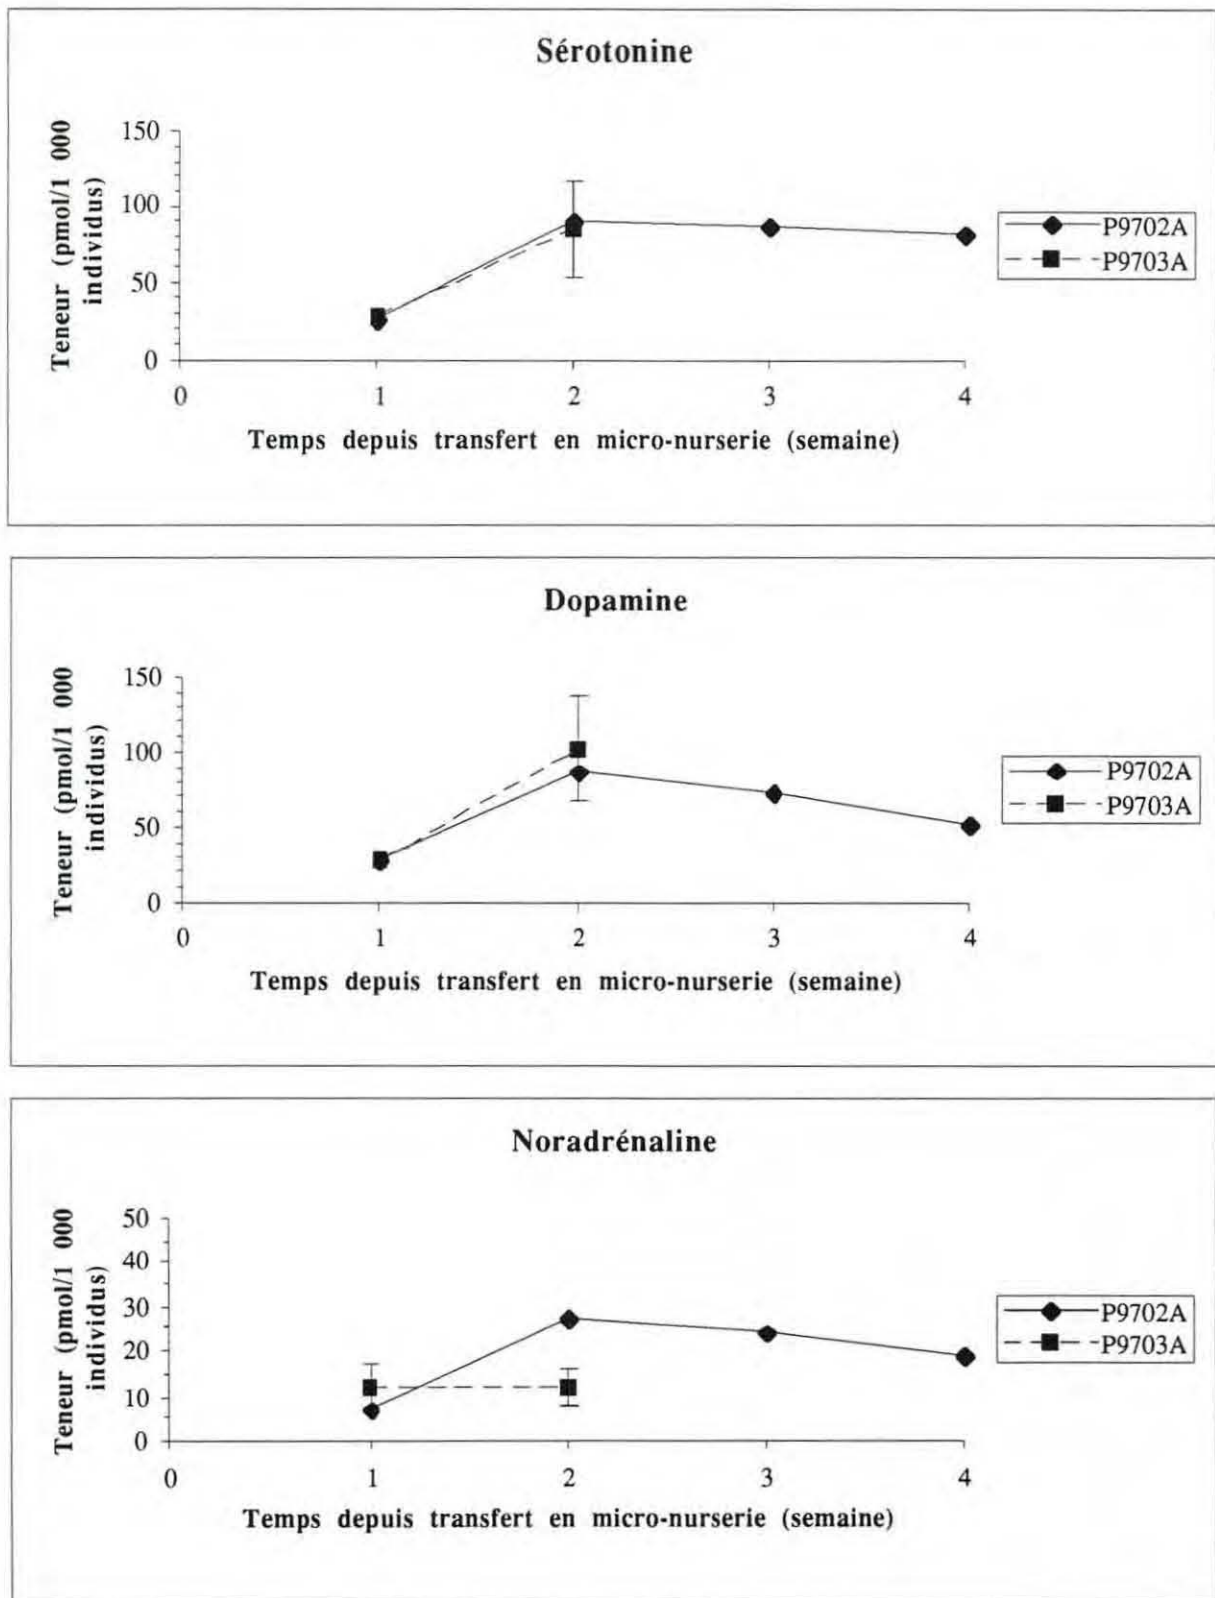 Sérotonine
Teneur (pmol/1 000
individus)
150
100
50
0
0 1 2 3 4
Temps depuis transfert en micro-nurserie (semaine)
P9702A
P9703A
Dopamine
Teneur (pmol/1 000
individus)
150
100
50
0
0 1 2 3 4
Temps depuis transfert en micro-nurserie (semaine)
P9702A
P9703A
Noradrénaline
Teneur (pmol/1 000
individus)
50
40
30
20
10
0
0 1 2 3 4
Temps depuis transfert en micro-nurserie (semaine)
P9702A
P9703A